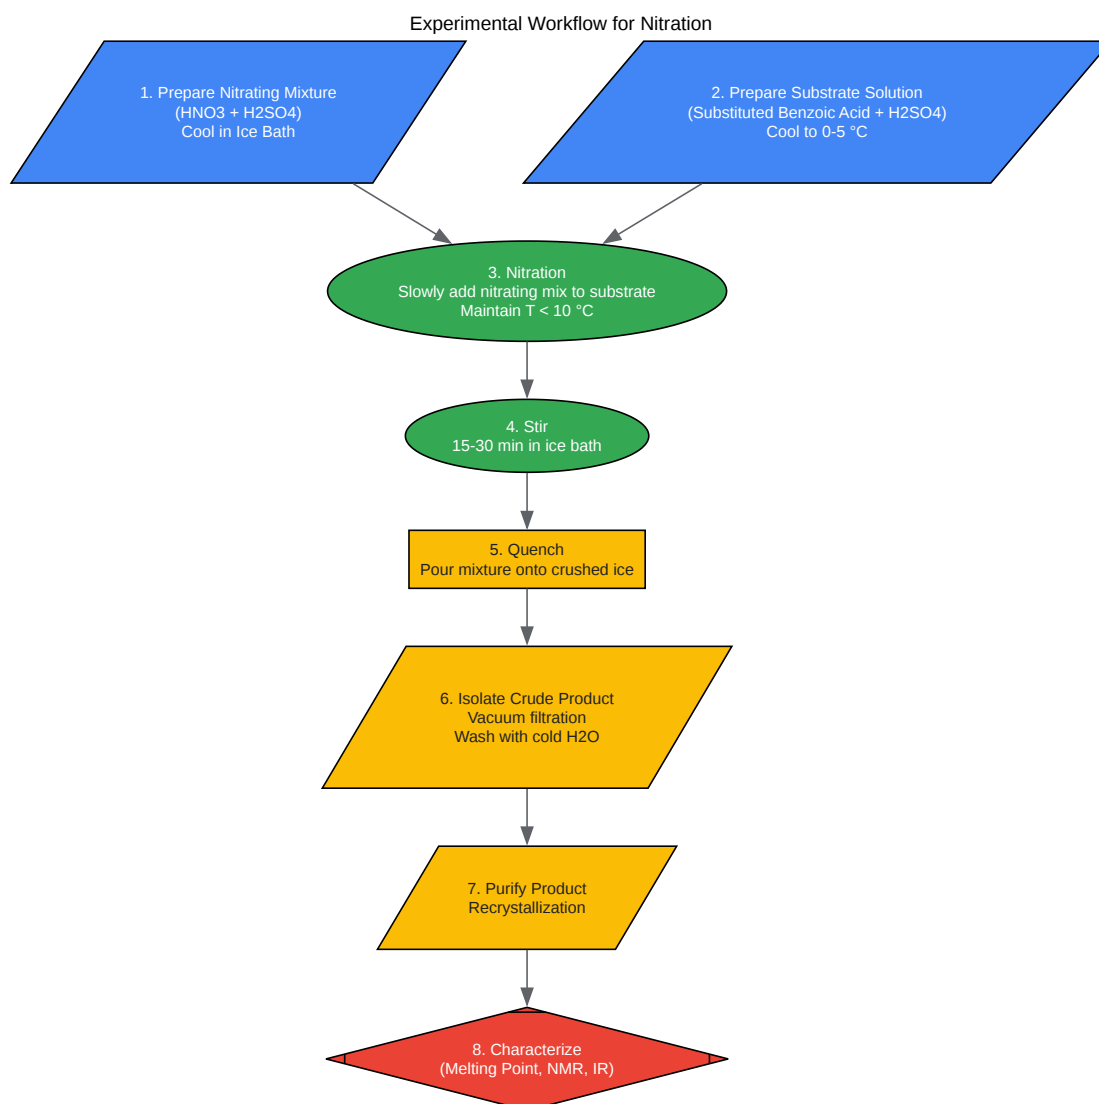 Experimental Workflow for Nitration
1. Prepare Nitrating Mixture
(HNO3 + H2SO4)
Cool in Ice Bath
2. Prepare Substrate Solution
(Substituted Benzoic Acid + H2SO4)
Cool to 0-5 °C
3. Nitration
Slowly add nitrating mix to substrate
Maintain T < 10 °C
4. Stir
15-30 min in ice bath
5. Quench
Pour mixture onto crushed ice
6. Isolate Crude Product
Vacuum filtration
Wash with cold H2O
7. Purify Product
Recrystallization
8. Characterize
(Melting Point, NMR, IR)